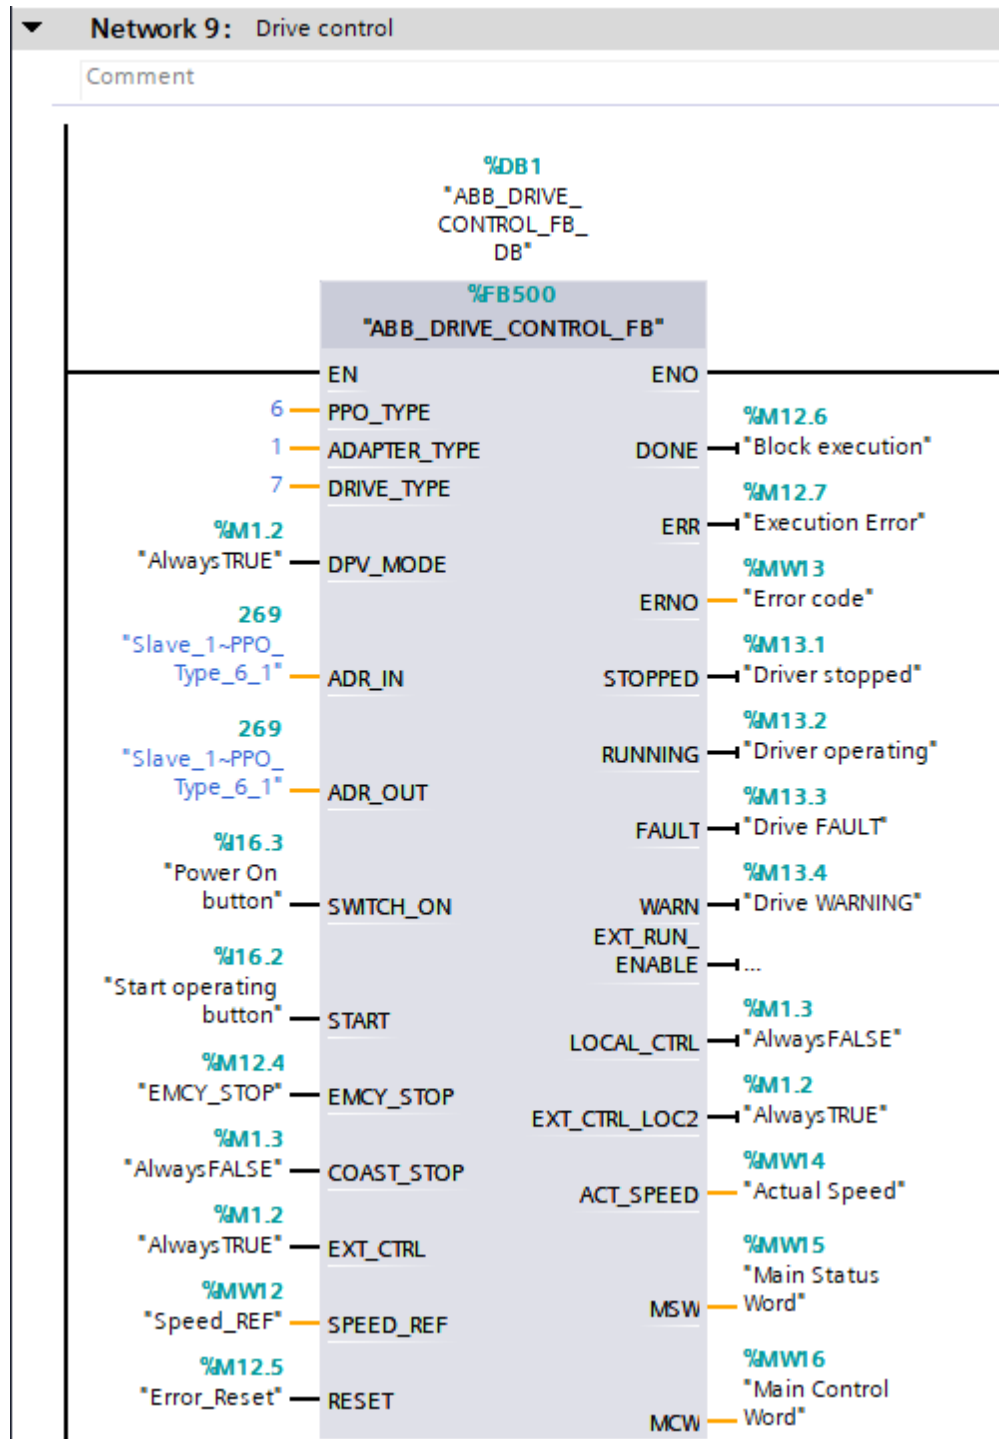 Network 9: Drive control
Comment
%DB1
"ABB_DRIVE_
CONTROL_FB_
DB"
%FB500
"ABB_DRIVE_CONTROL_FB"
EN
ENO
6
PPO_TYPE
1
ADAPTER_TYPE
7
DRIVE_TYPE
%M1.2
"AlwaysTRUE"
DPV_MODE
269
"Slave_1~PPO_
Type_6_1"
ADR_IN
269
"Slave_1~PPO_
Type_6_1"
ADR_OUT
%I16.3
"Power On
button"
SWITCH_ON
%I16.2
"Start operating
button"
START
%M12.4
"EMCY_STOP"
EMCY_STOP
%M1.3
"AlwaysFALSE"
COAST_STOP
%M1.2
"AlwaysTRUE"
EXT_CTRL
%MW12
"Speed_REF"
SPEED_REF
%M12.5
"Error_Reset"
RESET
%M12.6
DONE
"Block execution"
%M12.7
ERR
"Execution Error"
%MW13
ERNO
"Error code"
%M13.1
STOPPED
"Driver stopped"
%M13.2
RUNNING
"Driver operating"
%M13.3
FAULT
"Drive FAULT"
%M13.4
WARN
"Drive WARNING"
EXT_RUN_
ENABLE
...
%M1.3
LOCAL_CTRL
"AlwaysFALSE"
%M1.2
EXT_CTRL_LOC2
"AlwaysTRUE"
%MW14
ACT_SPEED
"Actual Speed"
%MW15
"Main Status
Word"
MSW
%MW16
"Main Control
Word"
MCW